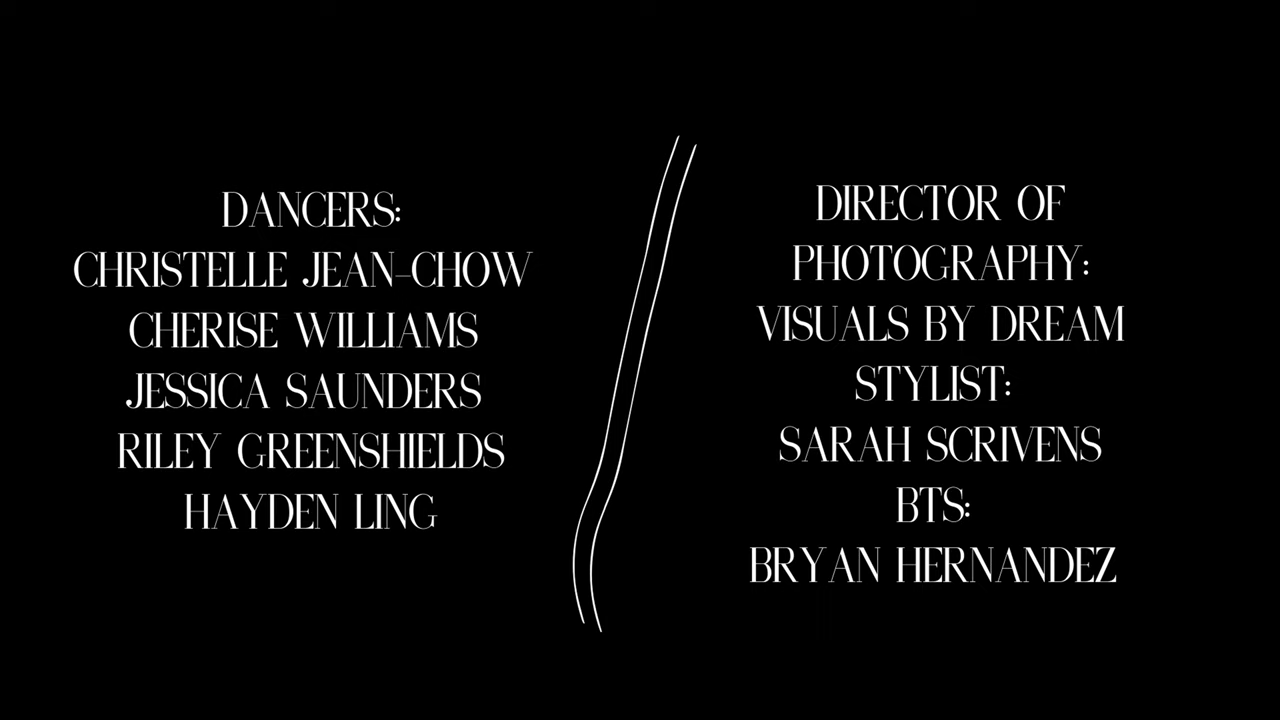 DANCERS:
CHRISTELLE JEAN-CHOW
CHERISE WILLIAMS
JESSICA SAUNDERS
RILEY GREENSHIELDS
HAYDEN LING
DIRECTOR OF
PHOTOGRAPHY:
VISUALS BY DREAM
STYLIST:
SARAH SCRIVENS
BTS:
BRYAN HERNANDEZ